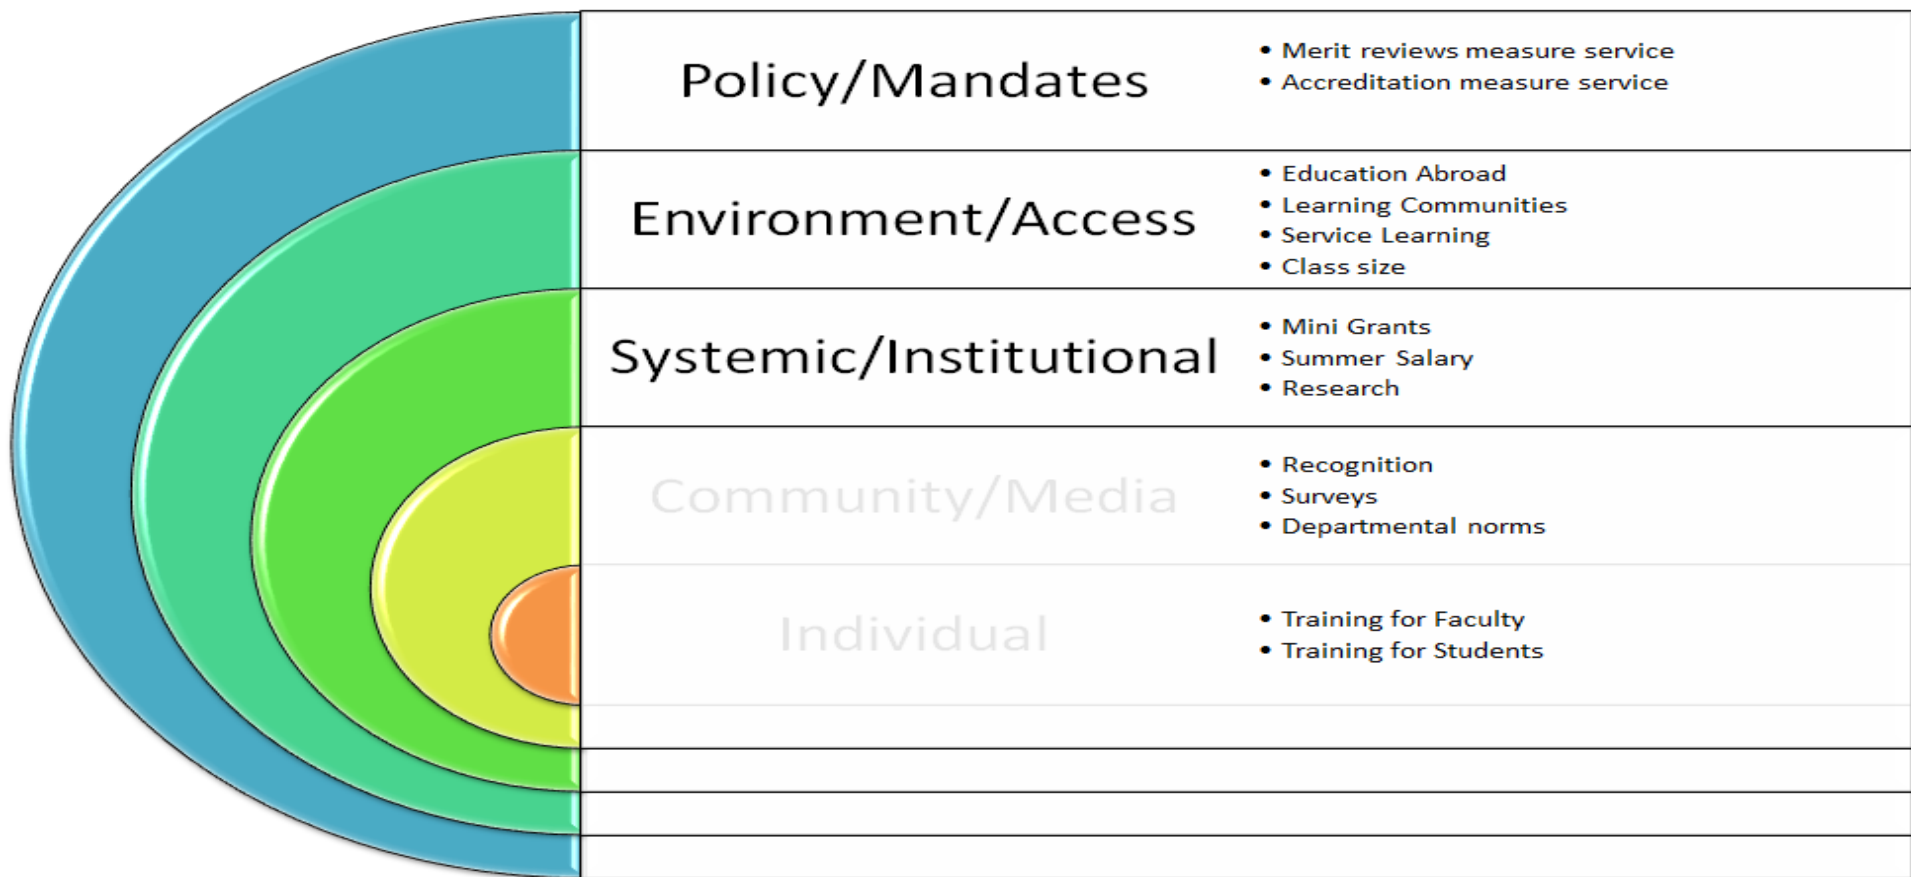 Policy/Mandates
• Merit reviews measure service
• Accreditation measure service
Environment/Access
• Education Abroad
• Learning Communities
• Service Learning
• Class size
Systemic/Institutional
• Mini Grants
• Summer Salary
• Research
Community/Media
• Recognition
• Surveys
• Departmental norms
Individual
• Training for Faculty
• Training for Students